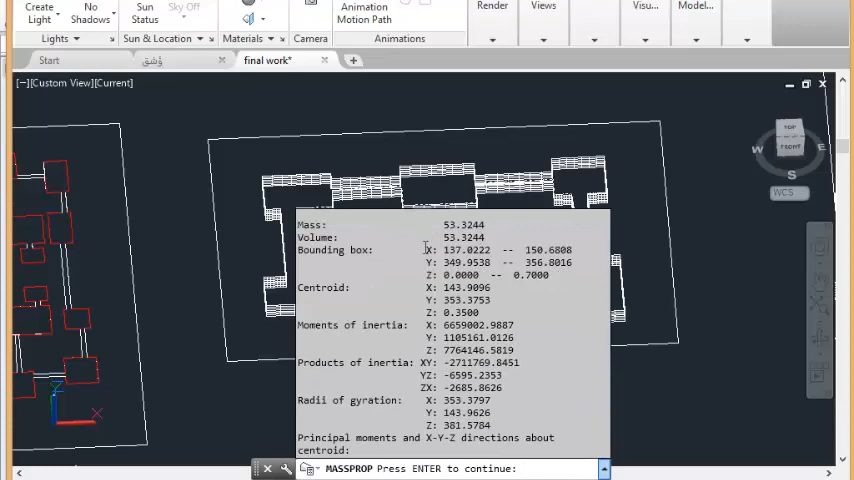 Create Light
No Shadows
Sun Status
Sky Off
Animation Motion Path
Render
Views
Visu...
Model...
Lights
Sun & Location
Materials
Camera
Animations
Start
final work*
[−][Custom View][Current]
TOP
FRONT
W
E
S
WCS
Mass: 53.3244
Volume: 53.3244
Bounding box: X: 137.0222 -- 150.6808
Y: 349.9538 -- 356.8016
Z: 0.0000 -- 0.7000
Centroid: X: 143.9096
Y: 353.3753
Z: 0.3500
Moments of inertia: X: 6659002.9887
Y: 1105161.0126
Z: 7764146.5819
Products of inertia: XY: -2711769.8451
YZ: -6595.2353
ZX: -2685.8626
Radii of gyration: X: 353.3797
Y: 143.9626
Z: 381.5784
Principal moments and X-Y-Z directions about
centroid:
X
MASSPROP Press ENTER to continue: